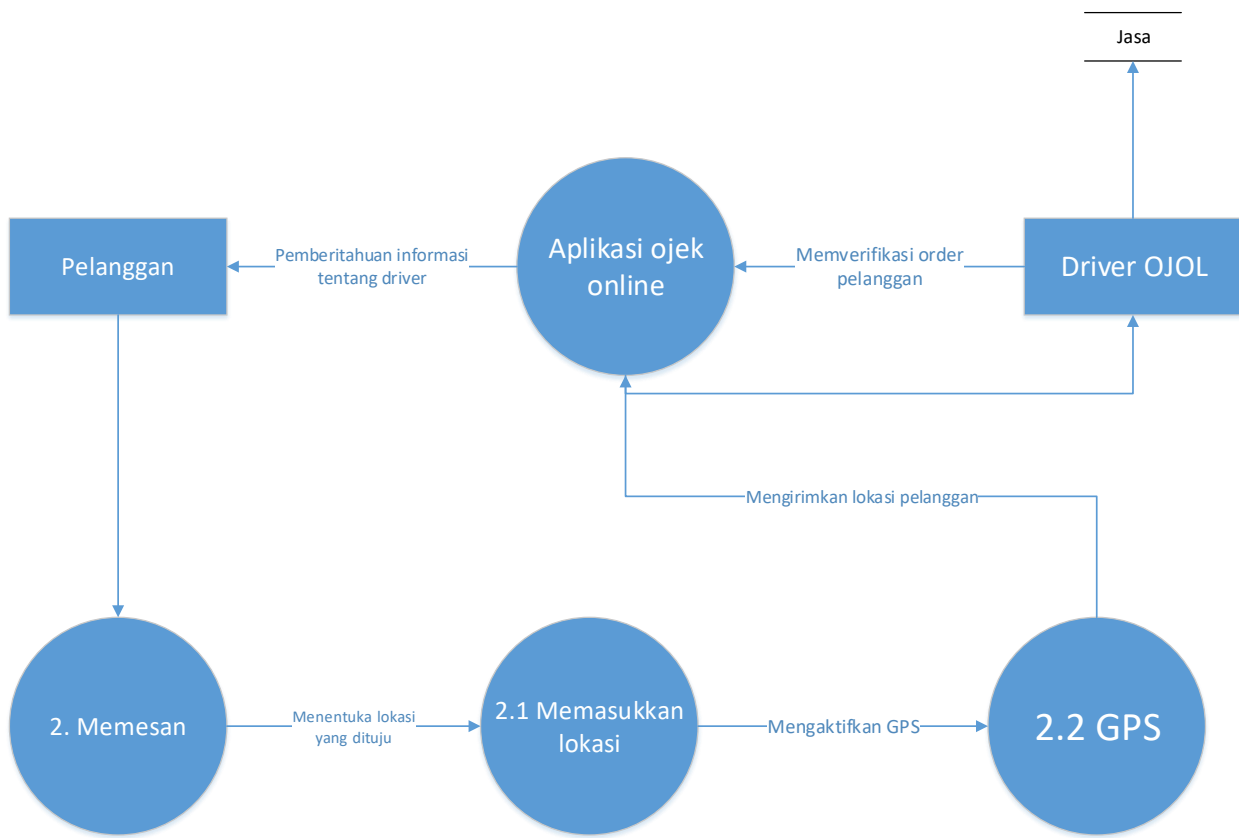 Jasa
Aplikasi ojek
online
Pelanggan
Pemberitahuan informasi
tentang driver
Memverifikasi order
pelanggan
Driver OJOL
Mengirimkan lokasi pelanggan
2. Memesan
Menentuka lokasi
yang dituju
2.1 Memasukkan
lokasi
Mengaktifkan GPS
2.2 GPS